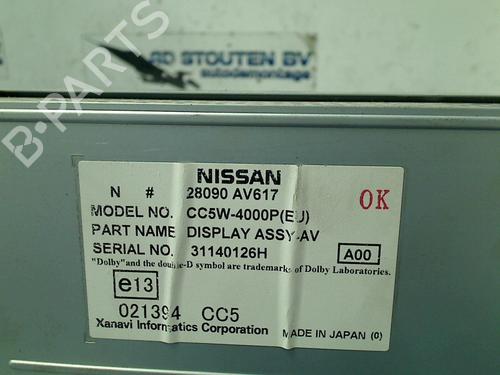 AD STOUTEN BV
autodemontage
B-PARTS
NISSAN
N # 28090 AV617
OK
MODEL NO. CC5W-4000P(EU)
PART NAME DISPLAY ASSY-AV
SERIAL NO. 31140126H
A00
"Dolby" and the double-D symbol are trademarks of Dolby Laboratories.
e13
021394 CC5
Xanavi Informatics Corporation
MADE IN JAPAN (0)